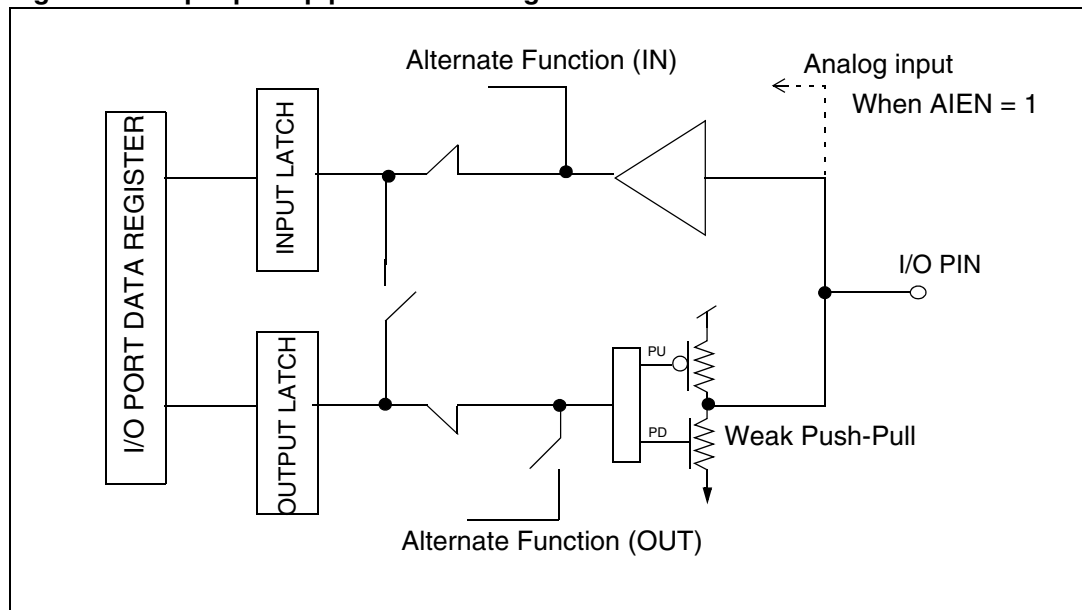 Alternate Function (IN)
Analog input
When AIEN = 1
I/O PORT DATA REGISTER
INPUT LATCH
I/O PIN
OUTPUT LATCH
PU
PD
Weak Push-Pull
Alternate Function (OUT)